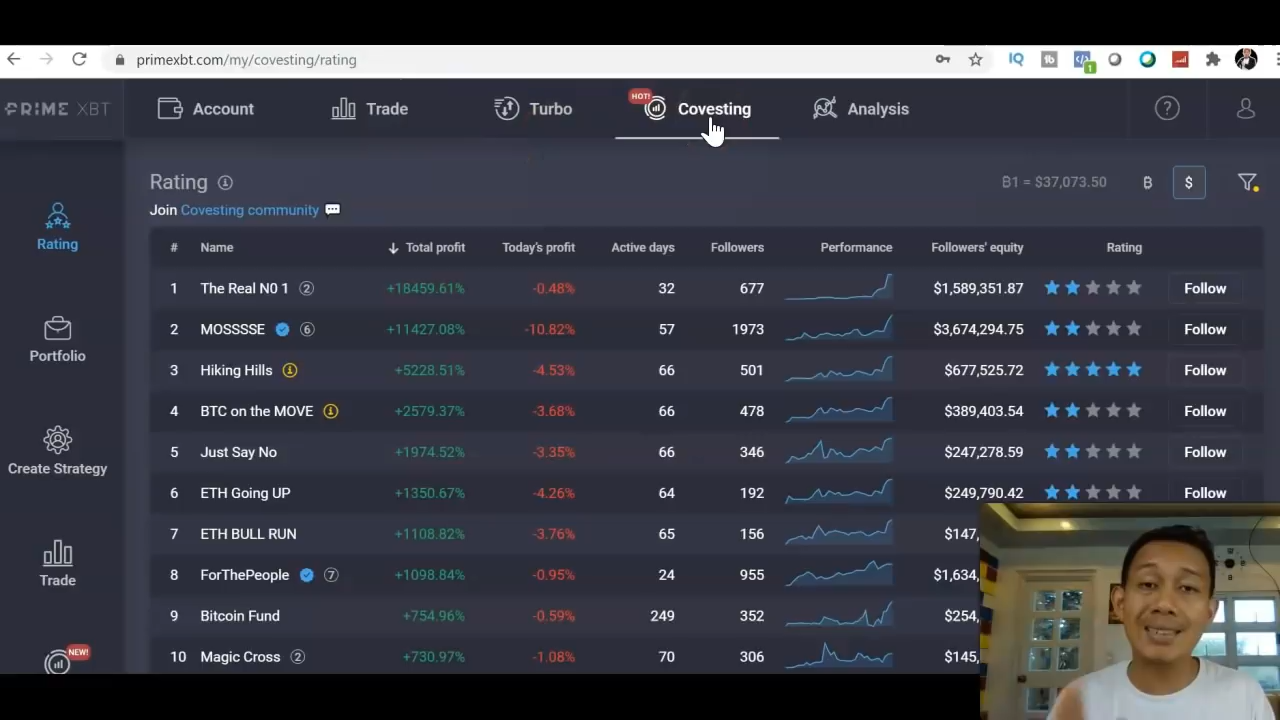 primexbt.com/my/covesting/rating
PRIME XBT
Account
Trade
Turbo
HOT!
Covesting
Analysis
Rating
฿1 = $37,073.50
฿
$
Join Covesting community
# Name Total profit Today's profit Active days Followers Performance Followers' equity Rating
1 The Real N0 1 2 +18459.61% -0.48% 32 677 $1,589,351.87 Follow
2 MOSSSSE 6 +11427.08% -10.82% 57 1973 $3,674,294.75 Follow
3 Hiking Hills +5228.51% -4.53% 66 501 $677,525.72 Follow
4 BTC on the MOVE +2579.37% -3.68% 66 478 $389,403.54 Follow
5 Just Say No +1974.52% -3.35% 66 346 $247,278.59 Follow
6 ETH Going UP +1350.67% -4.26% 64 192 $249,790.42 Follow
7 ETH BULL RUN +1108.82% -3.76% 65 156 $147,
8 ForThePeople 7 +1098.84% -0.95% 24 955 $1,634,
9 Bitcoin Fund +754.96% -0.59% 249 352 $254,
10 Magic Cross 2 +730.97% -1.08% 70 306 $145,
Rating
Portfolio
Create Strategy
Trade
NEW!